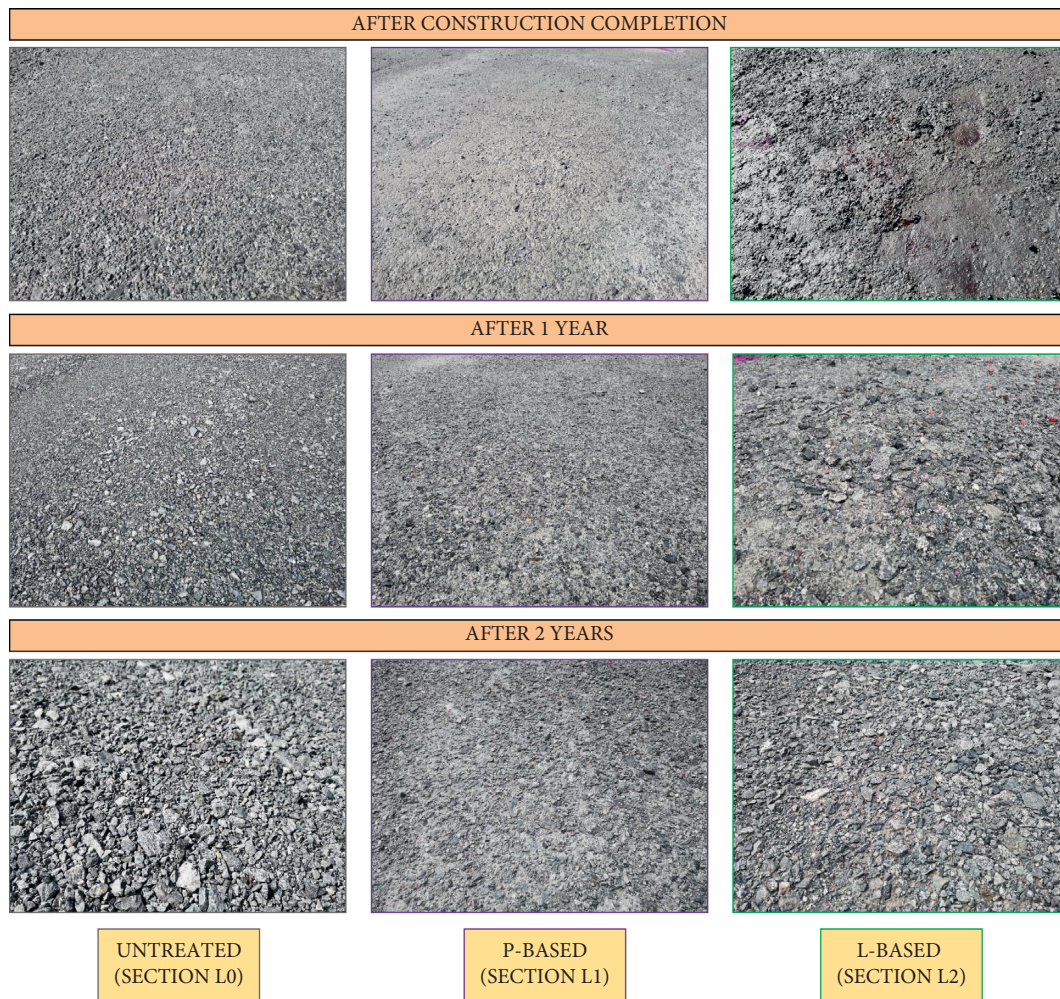 AFTER CONSTRUCTION COMPLETION
AFTER 1 YEAR
AFTER 2 YEARS
UNTREATED
(SECTION L0)
P-BASED
(SECTION L1)
L-BASED
(SECTION L2)